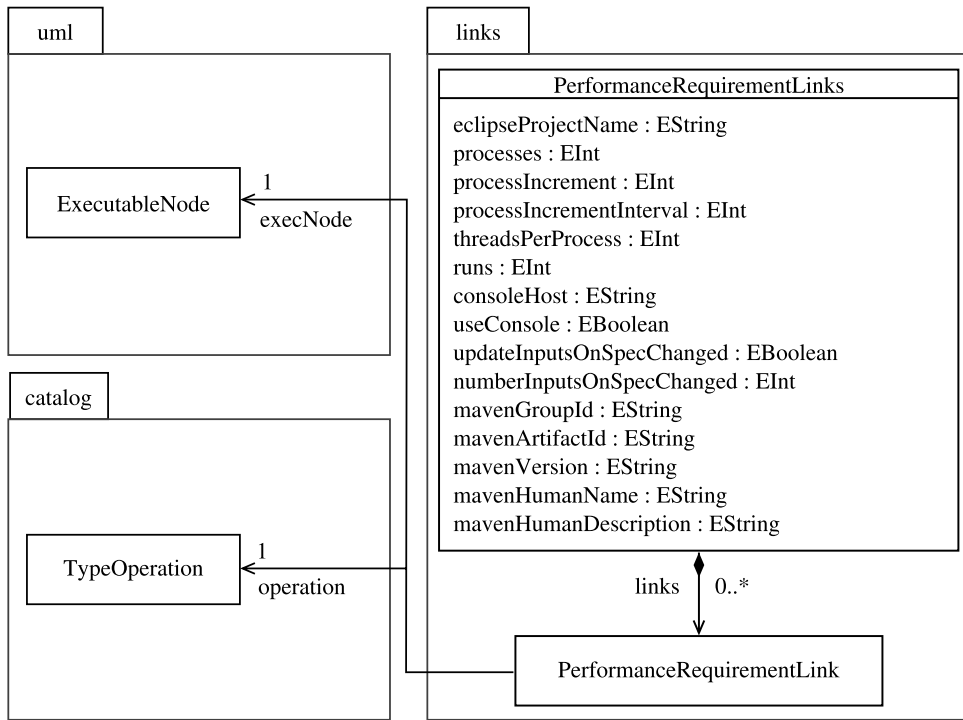 uml
1
ExecutableNode
execNode
catalog
1
TypeOperation
operation
links
PerformanceRequirementLinks
eclipseProjectName : EString
processes : EInt
processIncrement : EInt
processIncrementInterval : EInt
threadsPerProcess : EInt
runs : EInt
consoleHost : EString
useConsole : EBoolean
updateInputsOnSpecChanged : EBoolean
numberInputsOnSpecChanged : EInt
mavenGroupId : EString
mavenArtifactId : EString
mavenVersion : EString
mavenHumanName : EString
mavenHumanDescription : EString
links 0..*
PerformanceRequirementLink